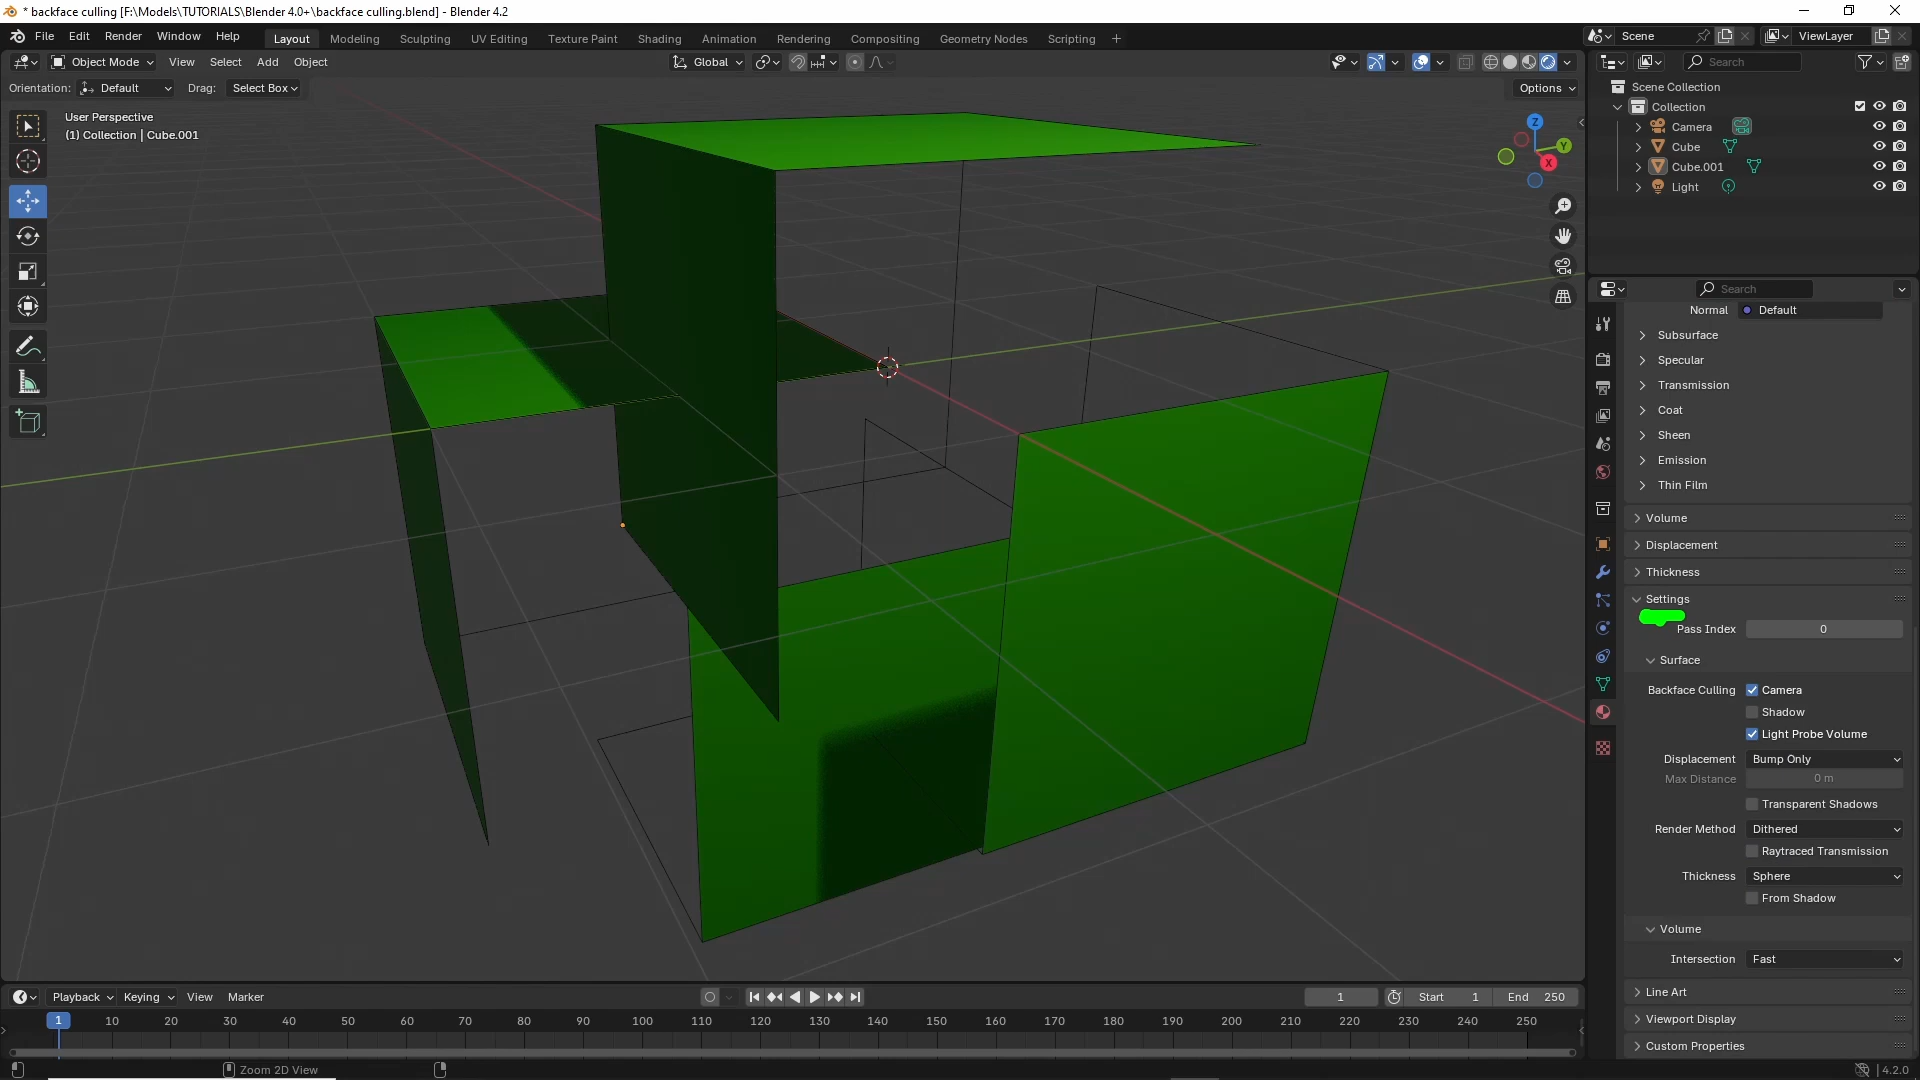 * backface culling [F:\Models\TUTORIALS\Blender 4.0+\backface culling.blend] - Blender 4.2
File Edit Render Window Help Layout Modeling Sculpting UV Editing Texture Paint Shading Animation Rendering Compositing Geometry Nodes Scripting + Scene ViewLayer
Object Mode View Select Add Object Global Search
Orientation: Default Drag: Select Box Options
User Perspective
(1) Collection | Cube.001
Z
Y
X
Scene Collection
Collection
Camera
Cube
Cube.001
Light
Search
Normal Default
Subsurface
Specular
Transmission
Coat
Sheen
Emission
Thin Film
Volume
Displacement
Thickness
Settings
Pass Index 0
Surface
Backface Culling Camera
Shadow
Light Probe Volume
Displacement Bump Only
Max Distance 0 m
Transparent Shadows
Render Method Dithered
Raytraced Transmission
Thickness Sphere
From Shadow
Volume
Intersection Fast
Line Art
Viewport Display
Custom Properties
Playback Keying View Marker 1 Start 1 End 250
1 10 20 30 40 50 60 70 80 90 100 110 120 130 140 150 160 170 180 190 200 210 220 230 240 250
Zoom 2D View 4.2.0